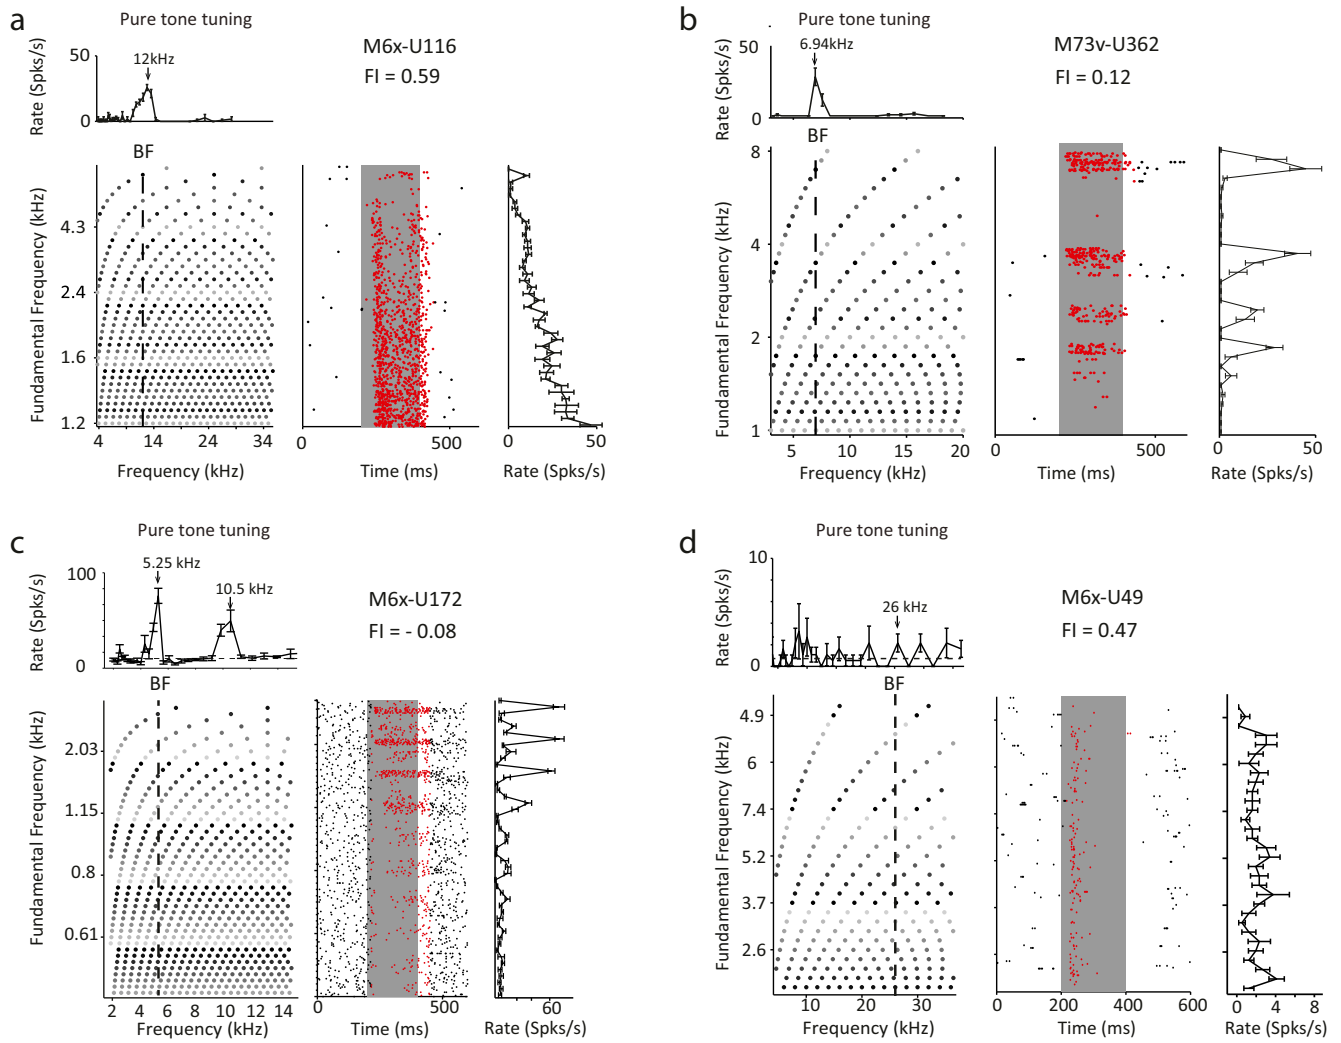 a
Pure tone tuning
Rate (Spks/s)
50
0
12kHz
M6x-U116
FI = 0.59
BF
Fundamental Frequency (kHz)
4.3
2.4
1.6
1.2
4 14 24 34
Frequency (kHz)
0 500
Time (ms)
0 50
Rate (Spks/s)
b
Pure tone tuning
Rate (Spks/s)
50
0
6.94kHz
M73v-U362
FI = 0.12
BF
Fundamental Frequency (kHz)
8
4
2
1
5 10 15 20
Frequency (kHz)
0 500
Time (ms)
0 50
Rate (Spks/s)
c
Pure tone tuning
Rate (Spks/s)
100
0
5.25 kHz
10.5 kHz
M6x-U172
FI = - 0.08
BF
Fundamental Frequency (kHz)
2.03
1.15
0.8
0.61
2 4 6 8 10 12 14
Frequency (kHz)
0 200 400
Time (ms)
60
Rate (Spks/s)
d
Pure tone tuning
Rate (Spks/s)
10
5
0
26 kHz
M6x-U49
FI = 0.47
BF
Fundamental Frequency (kHz)
4.9
6
7.4
5.2
3.7
2.6
10 20 30
Frequency (kHz)
0 200 400 600
Time (ms)
0 4 8
Rate (Spks/s)